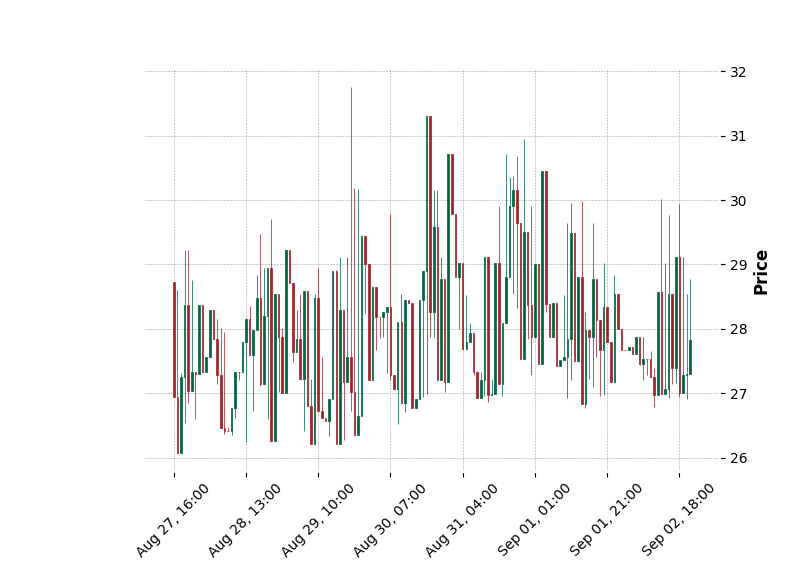 32
31
30
29
28
27
26
Price
Aug 27, 16:00
Aug 28, 13:00
Aug 29, 10:00
Aug 30, 07:00
Aug 31, 04:00
Sep 01, 01:00
Sep 01, 21:00
Sep 02, 18:00